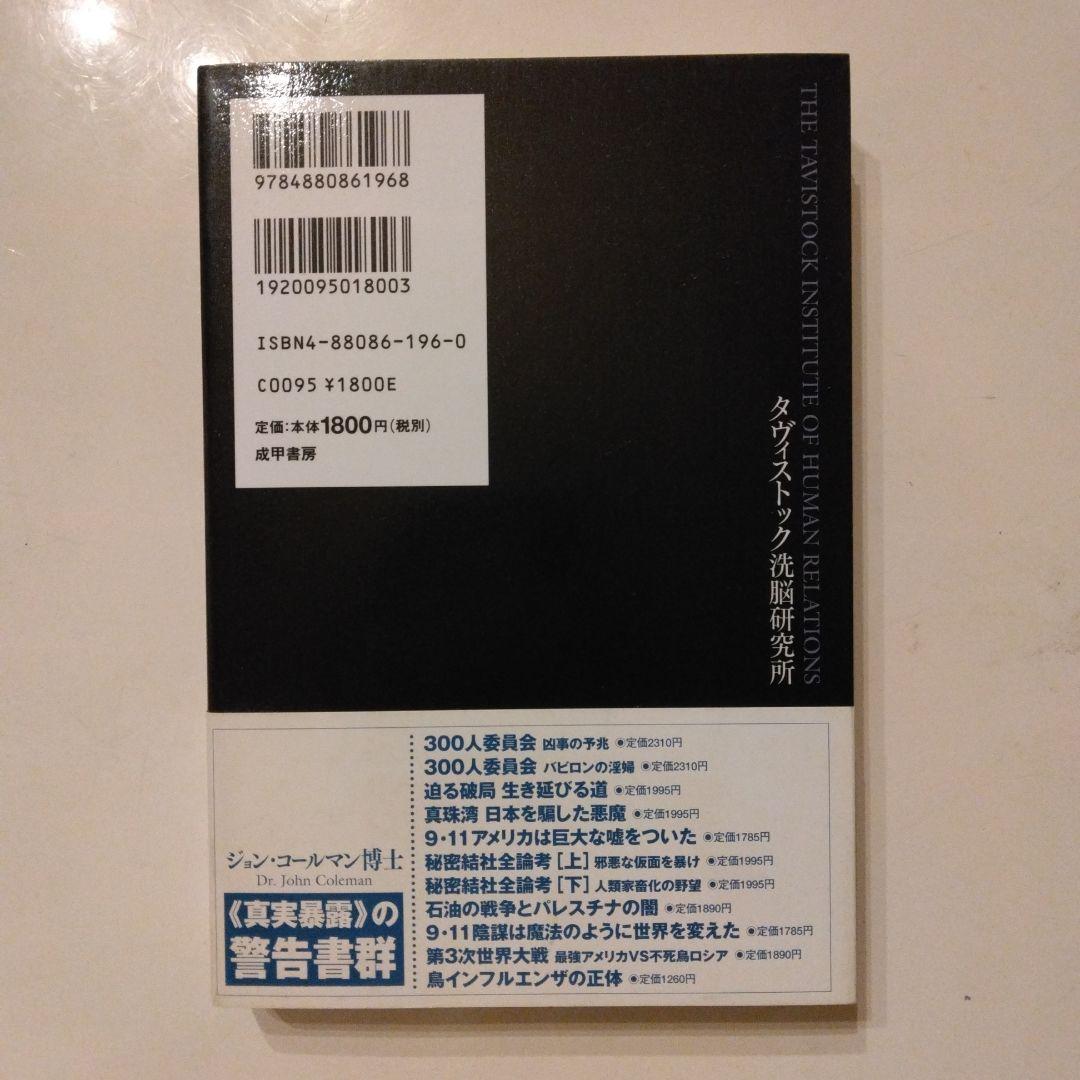 9784880861968
1920095018003
ISBN4-88086-196-0
C0095 ¥1800E
定価:本体1800円(税別)
成甲書房
THE TAVISTOCK INSTITUTE OF HUMAN RELATIONS
タヴィストック洗脳研究所
ジョン・コールマン博士
Dr. John Coleman
《真実暴露》の
警告書群
300人委員会 凶事の予兆 ◉定価2310円
300人委員会 バビロンの淫婦 ◉定価2310円
迫る破局 生き延びる道 ◉定価1995円
真珠湾 日本を騙した悪魔 ◉定価1995円
9・11アメリカは巨大な嘘をついた ◉定価1785円
秘密結社全論考[上] 邪悪な仮面を暴け ◉定価1995円
秘密結社全論考[下] 人類家畜化の野望 ◉定価1995円
石油の戦争とパレスチナの闇 ◉定価1890円
9・11陰謀は魔法のように世界を変えた ◉定価1785円
第3次世界大戦 最強アメリカVS不死鳥ロシア ◉定価1890円
鳥インフルエンザの正体 ◉定価1260円